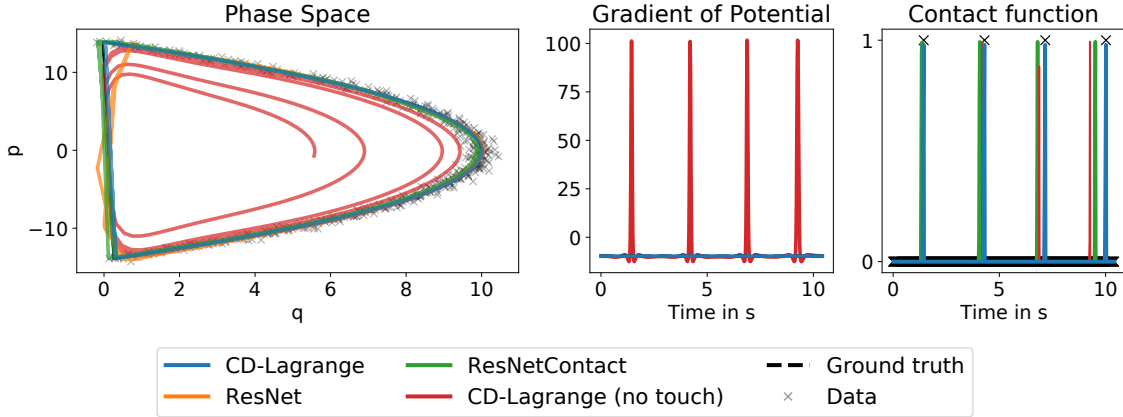 Phase Space
Gradient of Potential
Contact function
p
10
0
−10
0
2
4
6
8
10
q
100
75
50
25
0
0
5
10
Time in s
1
0
0
5
10
Time in s
CD-Lagrange
ResNet
ResNetContact
CD-Lagrange (no touch)
Ground truth
Data